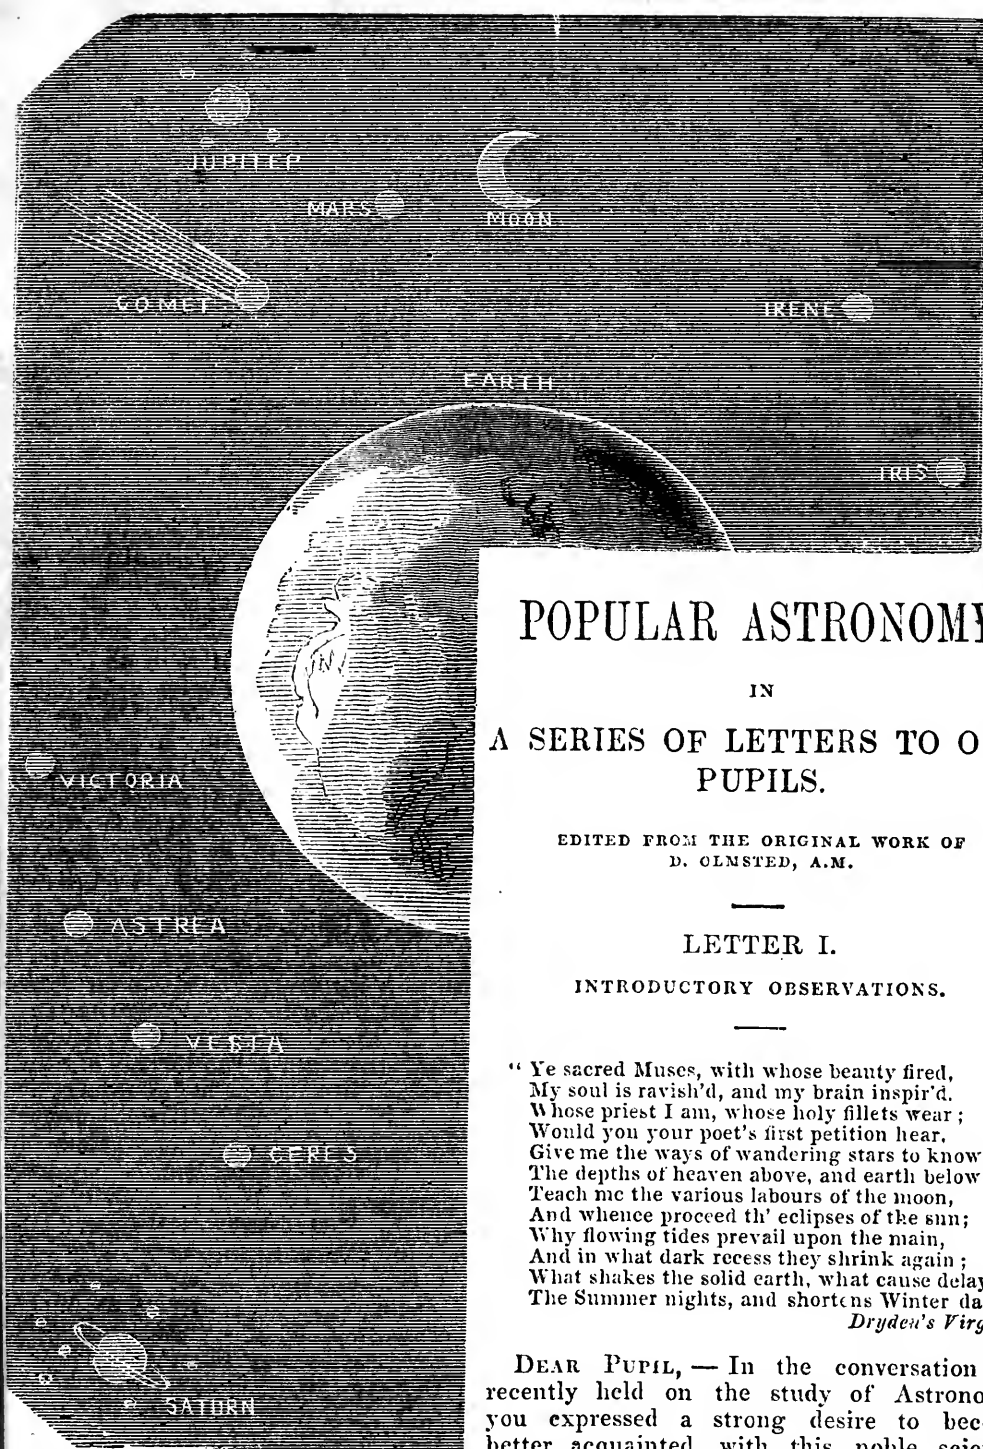 JUPITER
MARS
MOON
COMET
IRENE
EARTH
IRIS
VICTORIA
ASTREA
VESTA
CERES
SATURN
POPULAR ASTRONOMY
IN
A SERIES OF LETTERS TO O
PUPILS.
EDITED FROM THE ORIGINAL WORK OF
D. OLMSTED, A.M.
LETTER I.
INTRODUCTORY OBSERVATIONS.
" Ye sacred Muses, with whose beauty fired,
My soul is ravish'd, and my brain inspir'd.
Whose priest I am, whose holy fillets wear ;
Would you your poet's first petition hear,
Give me the ways of wandering stars to know
The depths of heaven above, and earth below
Teach me the various labours of the moon,
And whence proceed th' eclipses of the sun;
Why flowing tides prevail upon the main,
And in what dark recess they shrink again ;
What shakes the solid earth, what cause delay
The Summer nights, and shortens Winter da
Dryden's Virg
DEAR PUPIL, — In the conversation
recently held on the study of Astrono
you expressed a strong desire to bec
better acquainted with this noble scie